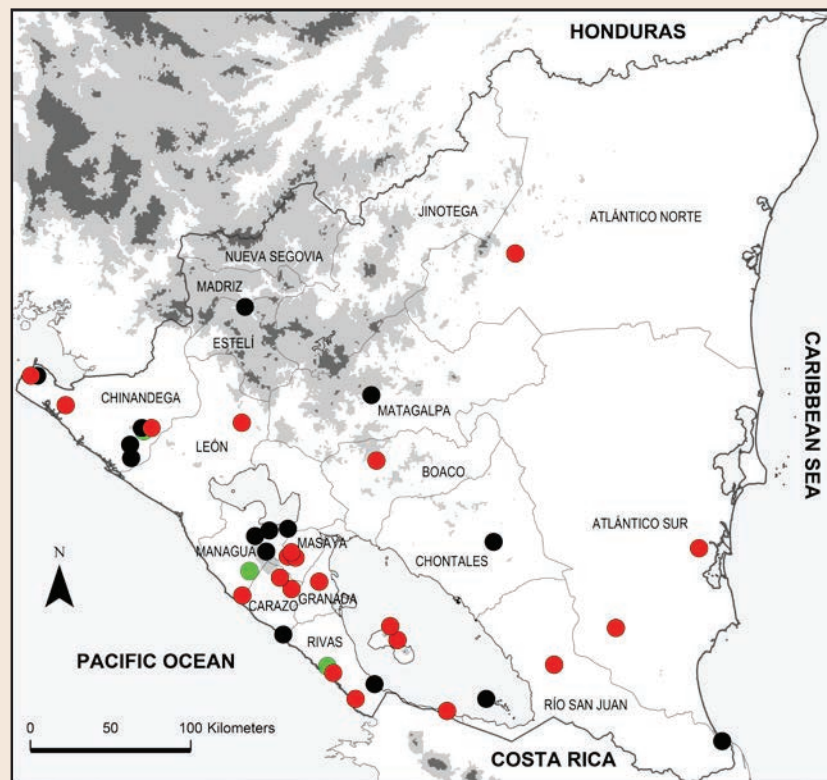 HONDURAS
JINOTEGA
ATLÁNTICO NORTE
NUEVA SEGOVIA
MADRIZ
ESTELÍ
CARIBBEAN SEA
CHINANDEGA
MATAGALPA
LEÓN
BOACO
ATLÁNTICO SUR
N
MANAGUA
MASAYA
CHONTALES
GRANADA
CARAZO
RIVAS
PACIFIC OCEAN
RÍO SAN JUAN
0 50 100 Kilometers
COSTA RICA